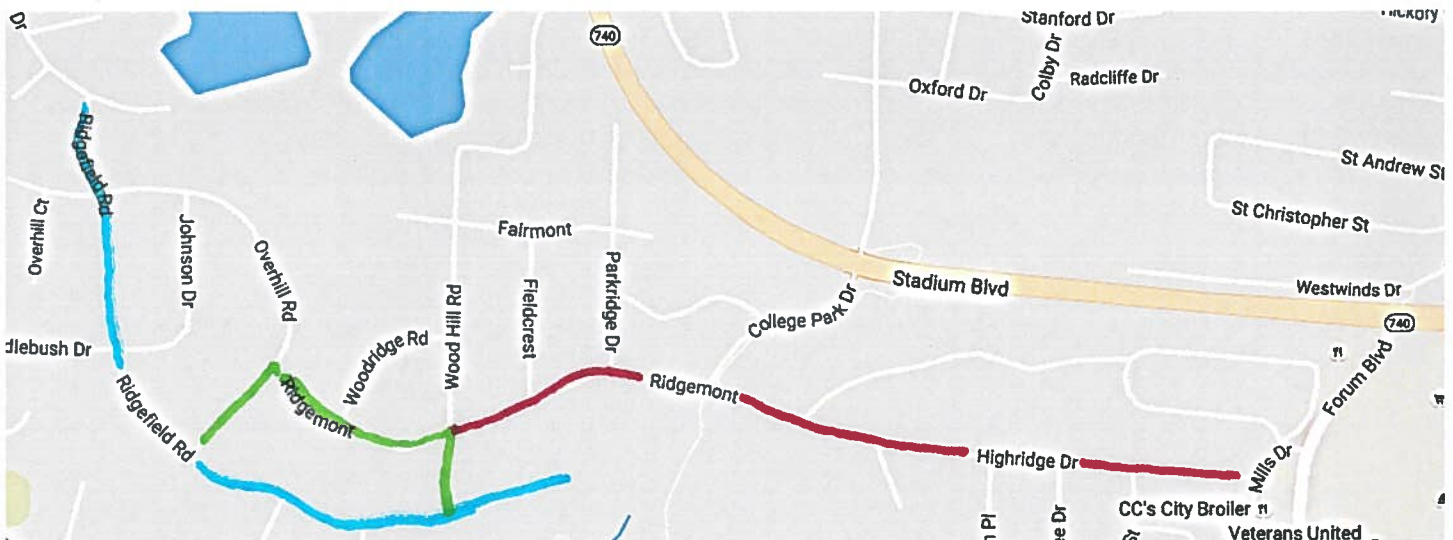 Dr
740
Stanford Dr
Colby Dr
Radcliffe Dr
Oxford Dr
St Andrew
St Christopher St
Ridgefield Rd
Overhill Ct
Johnson Dr
Overhill Rd
Fairmont
Fieldcrest
Parkridge Dr
Wood Hill Rd
Woodridge Rd
College Park Dr
Stadium Blvd
Westwinds Dr
740
dlebush Dr
Ridgefield Rd
Ridgemont
Ridgemont
Highridge Dr
Mills Dr
Forum Blvd
CC's City Broiler
Veterans United
n Pl
ee Dr